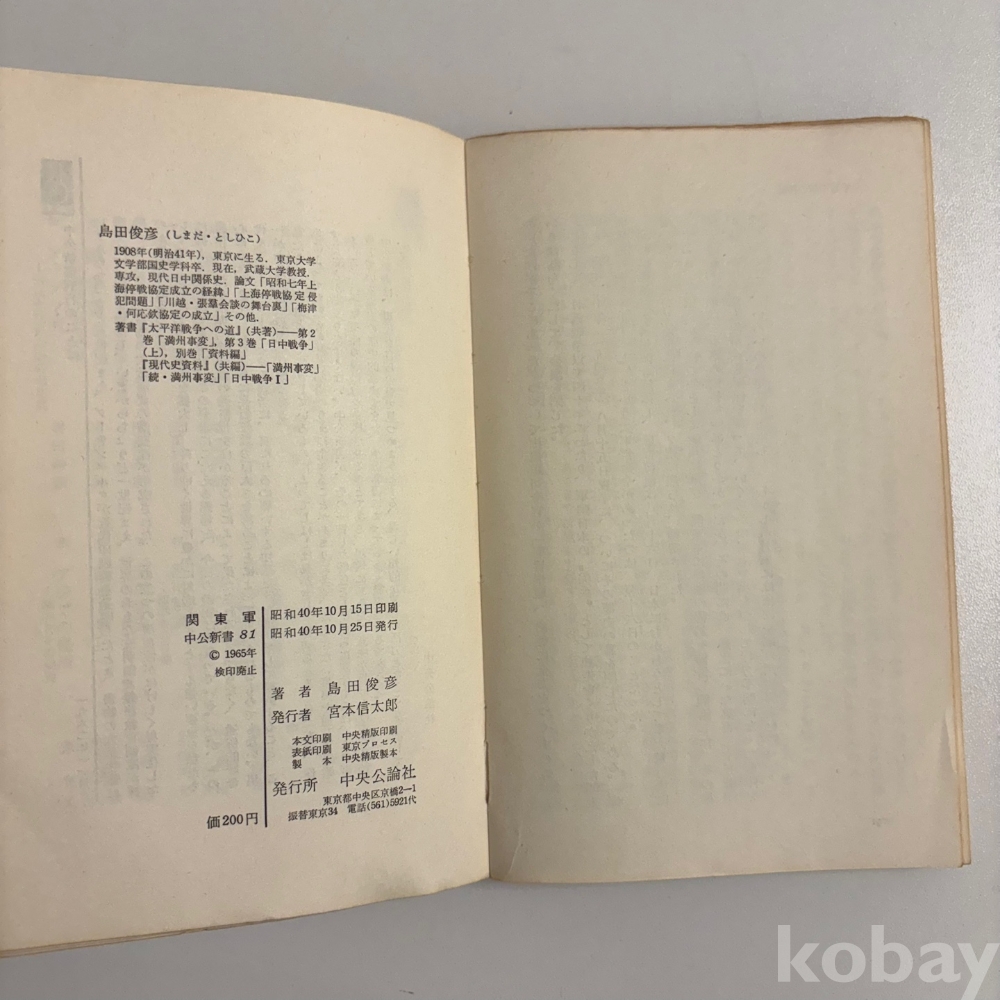 島田俊彦（しまだ・としひこ）
1908年(明治41年)，東京に生る．東京大学
文学部国史学科卒．現在，武蔵大学教授．
専攻，現代日中関係史．論文「昭和七年上
海停戦協定成立の経緯」「上海停戦協定侵
犯問題」「川越・張羣会談の舞台裏」「梅津
・何応欽協定の成立」その他．
著書『太平洋戦争への道』（共著）——第2
巻「満州事変」，第3巻「日中戦争」
（上），別巻「資料編」
『現代史資料』（共編）——「満州事変」
「続・満州事変」「日中戦争Ⅰ」
関東軍
中公新書 81
© 1965年
検印廃止
昭和40年10月15日印刷
昭和40年10月25日発行
著者 島田俊彦
発行者 宮本信太郎
本文印刷 中央精版印刷
表紙印刷 東京プロセス
製本 中央精版製本
発行所 中央公論社
東京都中央区京橋2—1
振替東京34 電話(561)5921代
価200円
kobay